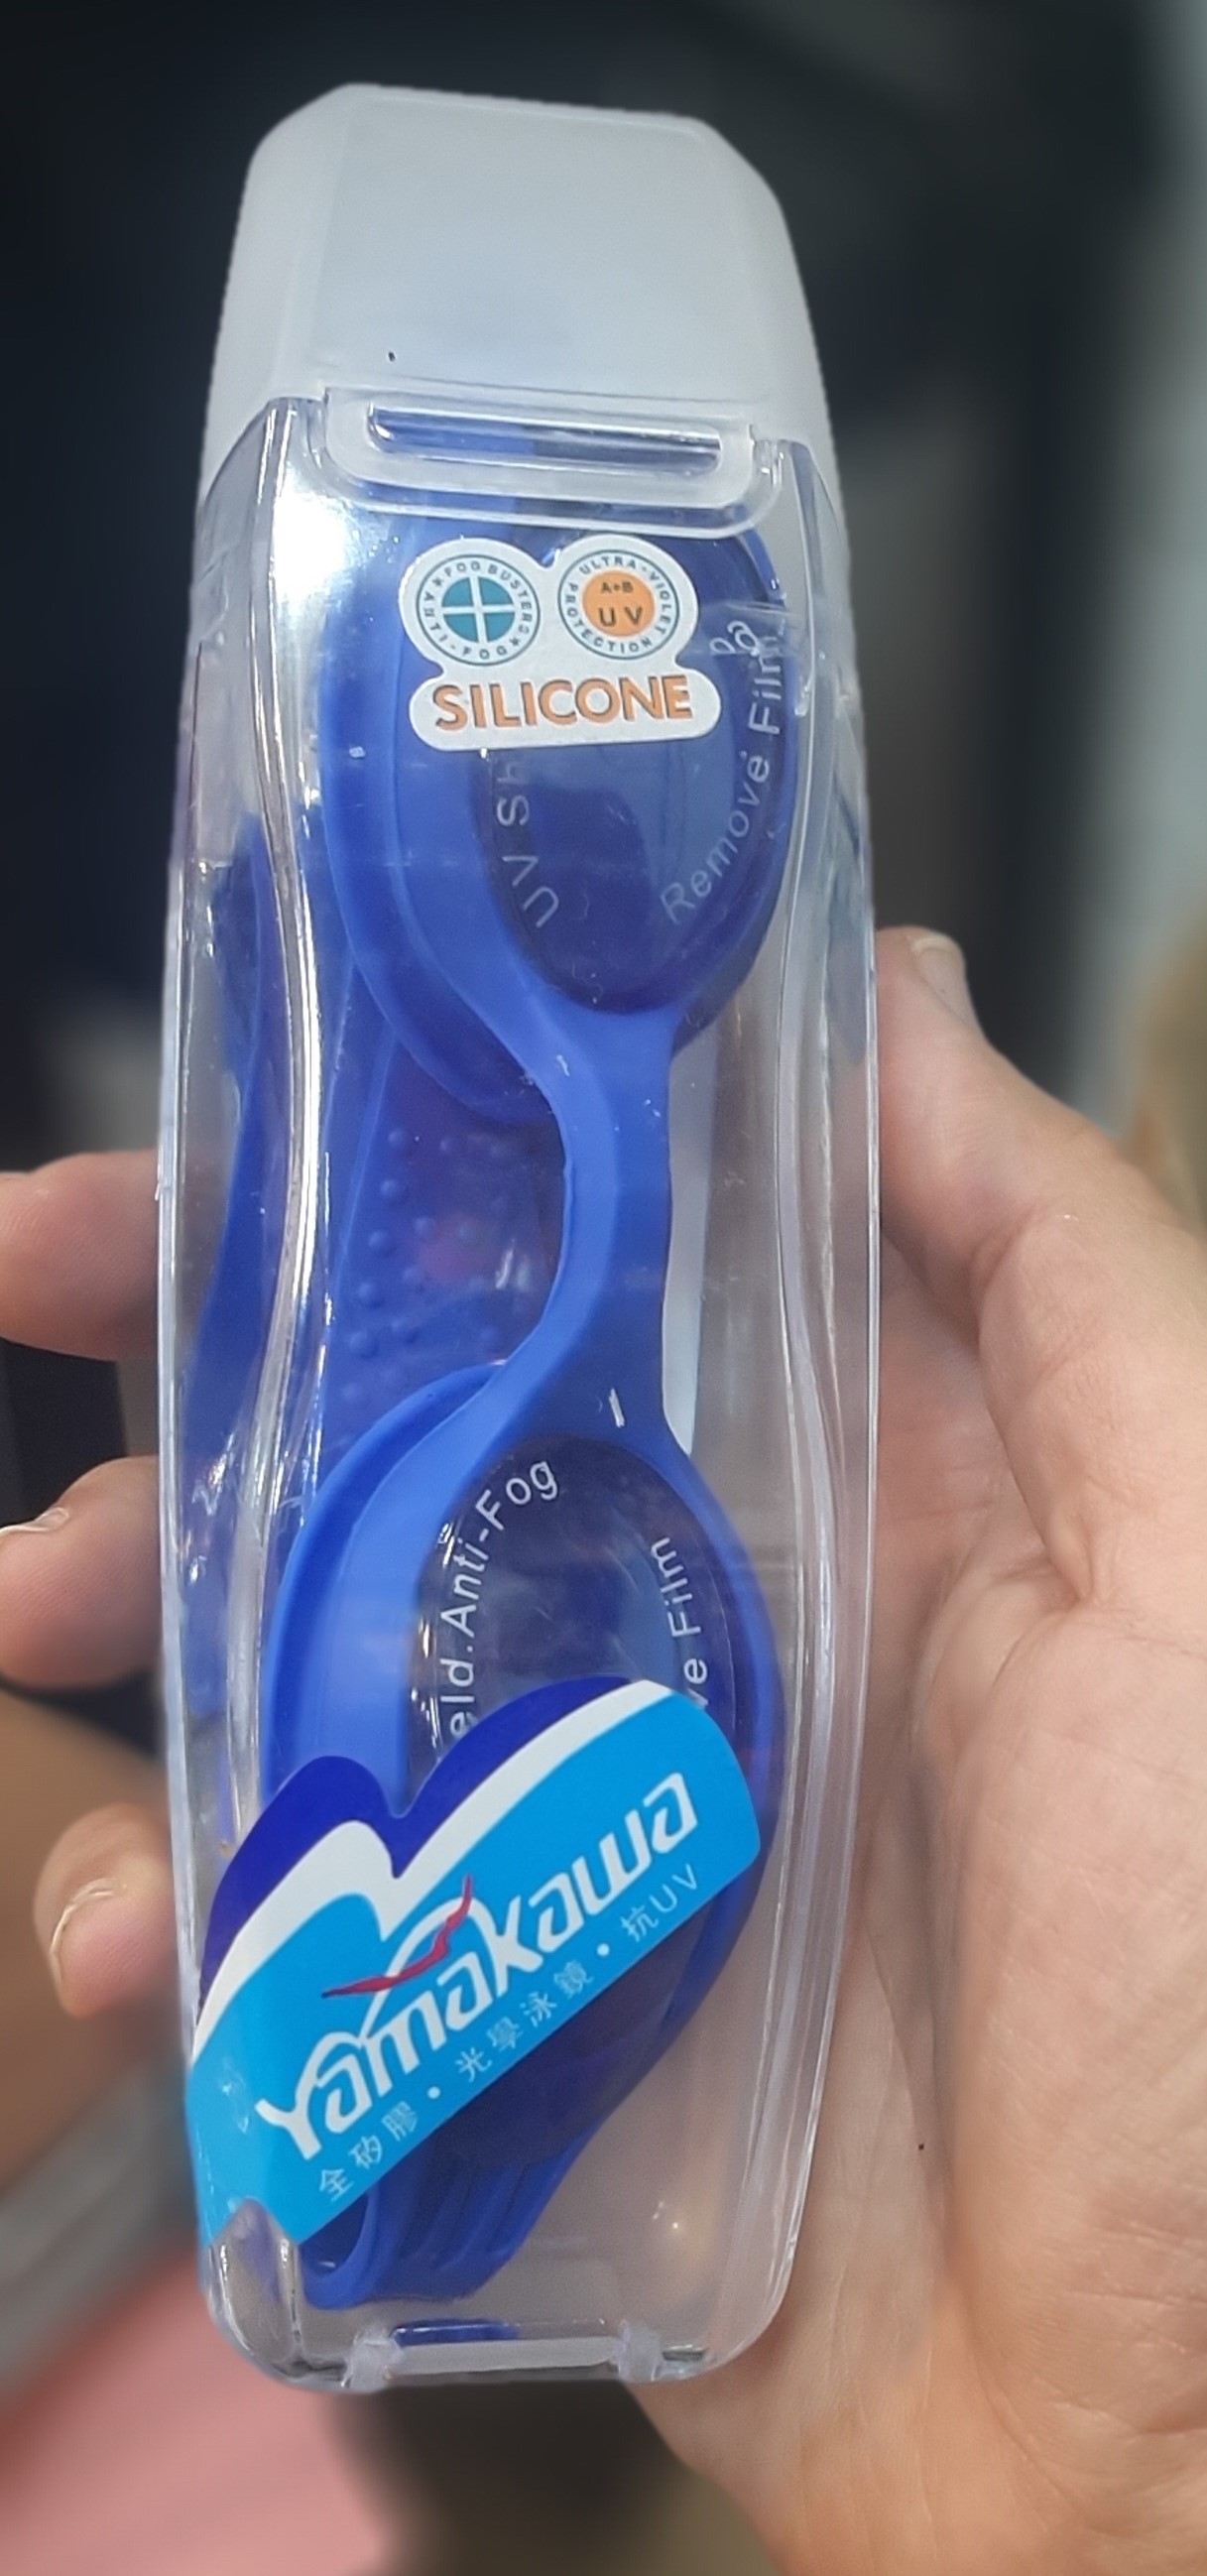 FOG BUSTERS
ANTI-FOG
ULTRA-VIOLET
A+B
UV
PROTECTION
SILICONE
UV Sh
Remove Film
eld.Anti-Fog
ve Film
Yamakawa
全矽膠・光學泳鏡・抗UV